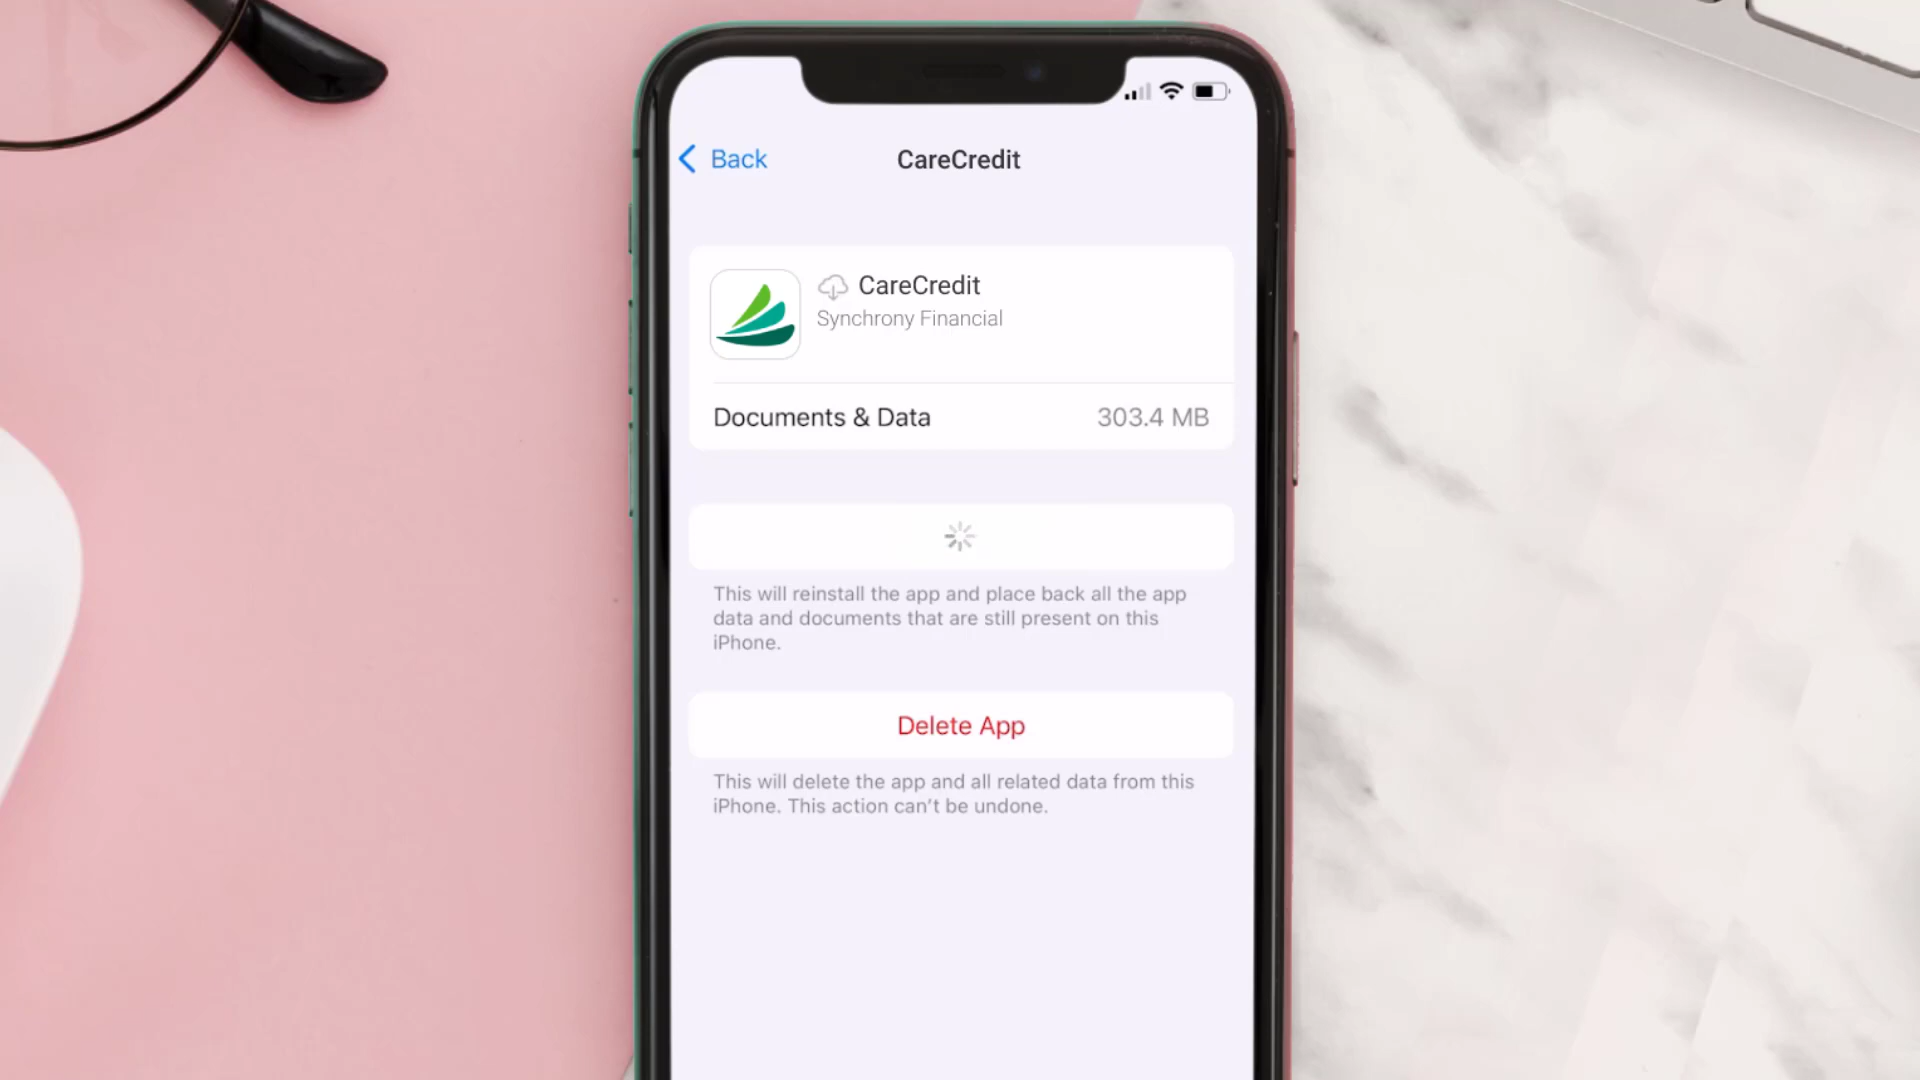 Back
CareCredit
CareCredit
Synchrony Financial
Documents & Data
303.4 MB
This will reinstall the app and place back all the app
data and documents that are still present on this
iPhone.
Delete App
This will delete the app and all related data from this
iPhone. This action can't be undone.